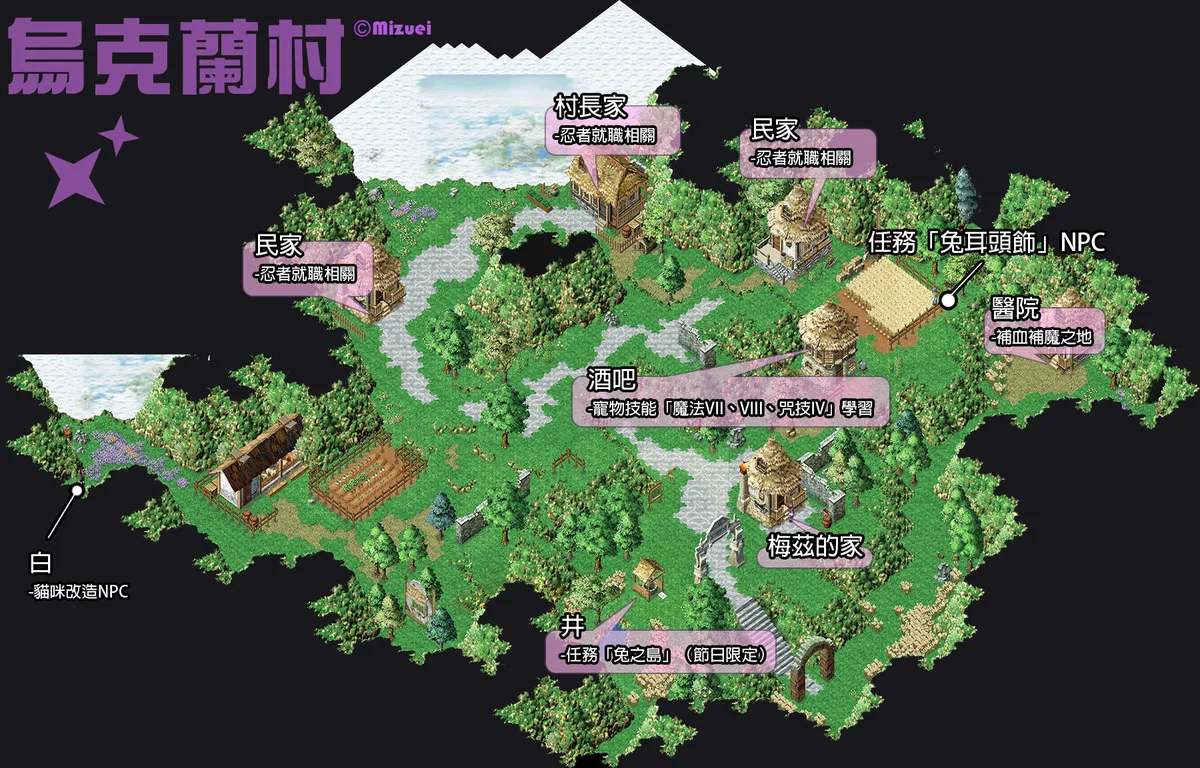 烏克蘭村
©Mizuei
村長家
-忍者就職相關
民家
-忍者就職相關
任務「兔耳頭飾」NPC
民家
-忍者就職相關
醫院
-補血補魔之地
酒吧
-寵物技能「魔法VII、VIII、咒技IV」學習
梅茲的家
白
-貓咪改造NPC
井
-任務「兔之島」（節日限定）